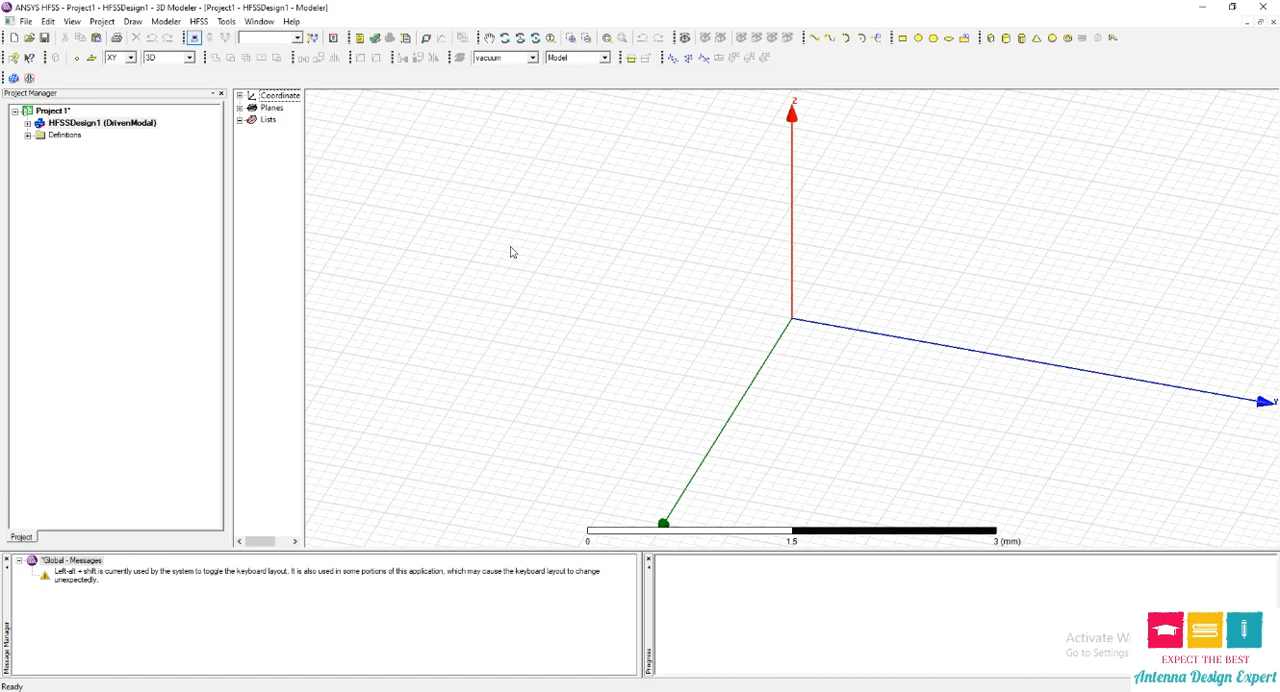 ANSYS HFSS - Project1 - HFSSDesign1 - 3D Modeler - [Project1 - HFSSDesign1 - Modeler]
File Edit View Project Draw Modeler HFSS Tools Window Help
XY 3D vacuum Model
Project Manager
Project1*
HFSSDesign1 (DrivenModal)
Definitions
Project
Coordinate
Planes
Lists
Z
Y
0 1.5 3 (mm)
*Global - Messages
Left-alt + shift is currently used by the system to toggle the keyboard layout. It is also used in some portions of this application, which may cause the keyboard layout to change
unexpectedly.
Message Manager
Progress
Activate Wi
Go to Settings
EXPECT THE BEST
Antenna Design Expert
Ready